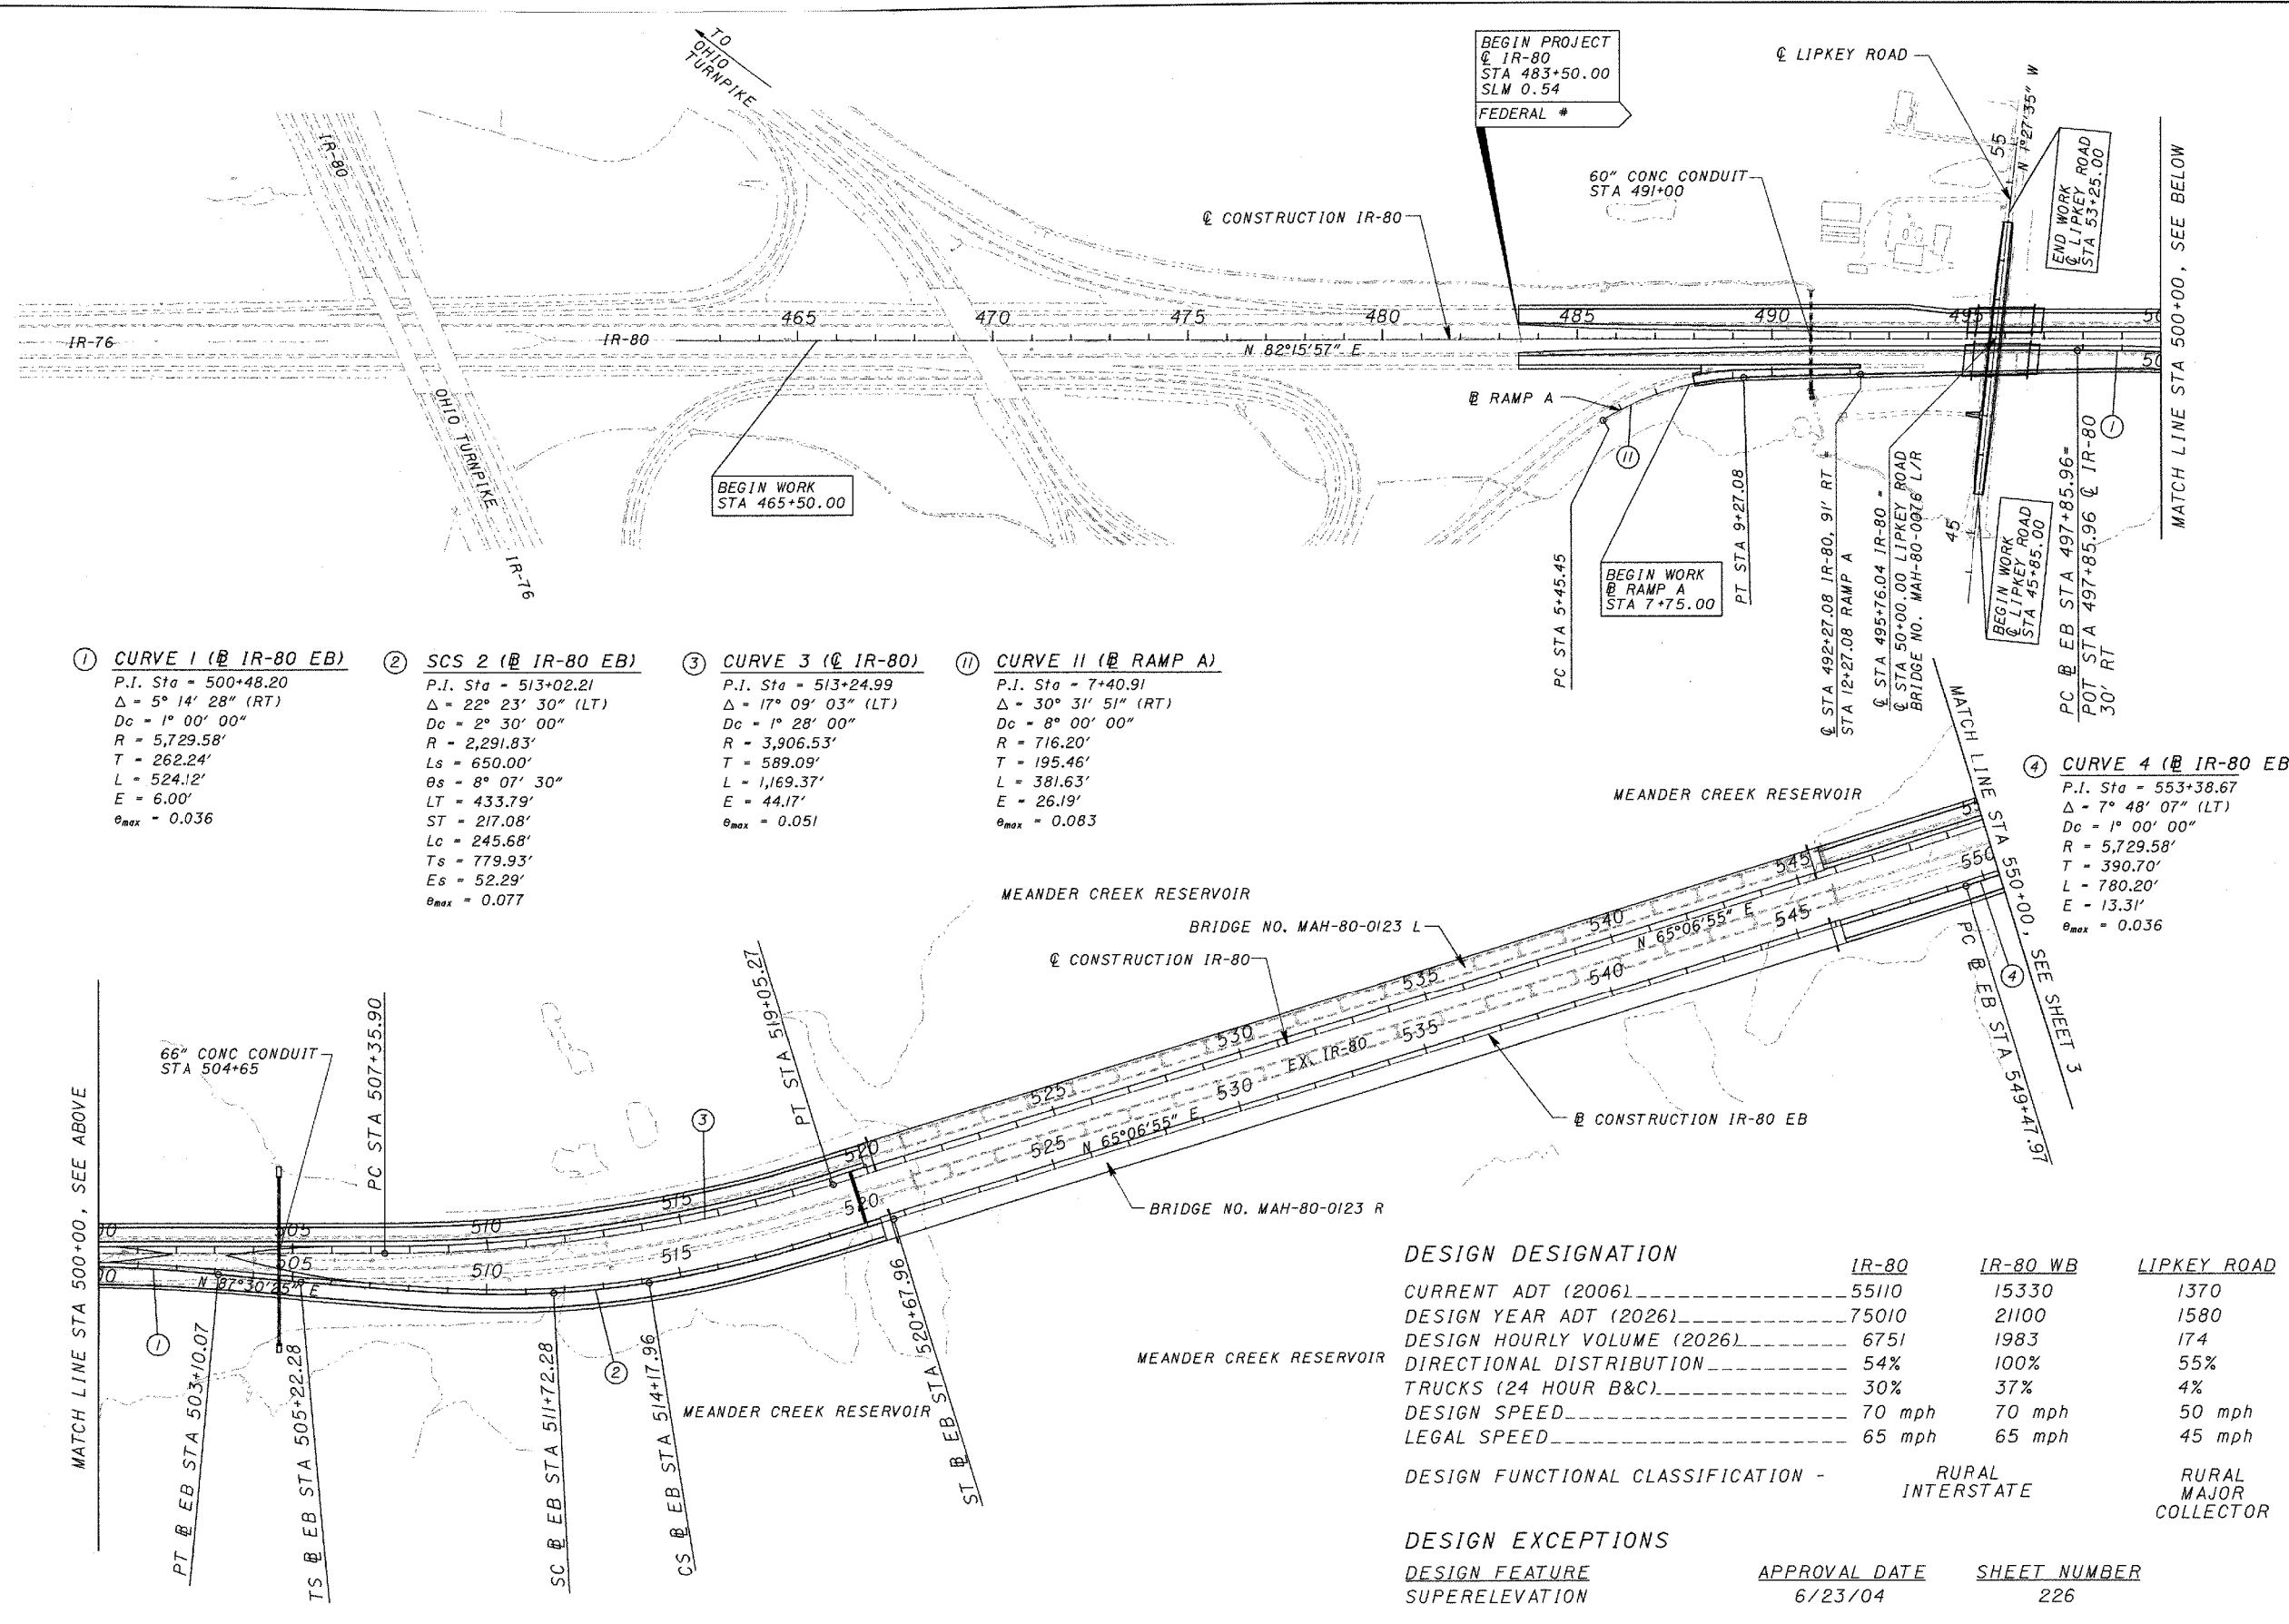 TO
OHIO
TURNPIKE
BEGIN PROJECT
℄ IR-80
STA 483+50.00
SLM 0.54
FEDERAL #
℄ LIPKEY ROAD
N 1°27'35" W
55
IR-80
60" CONC CONDUIT
STA 491+00
END WORK
℄ LIPKEY ROAD
STA 53+25.00
MATCH LINE STA 500+00, SEE BELOW
℄ CONSTRUCTION IR-80
465
470
475
480
485
490
495
50
IR-76
IR-80
N 82°15'57" E
50
OHIO TURNPIKE
IR-76
BEGIN WORK
STA 465+50.00
℄ RAMP A
11
1
45
PC STA 5+45.45
BEGIN WORK
℄ RAMP A
STA 7+75.00
PT STA 9+27.08
℄ STA 492+27.08 IR-80, 91' RT =
STA 12+27.08 RAMP A
℄ STA 495+76.04 IR-80 =
℄ STA 50+00.00 LIPKEY ROAD
BRIDGE NO. MAH-80-0076 L/R
BEGIN WORK
℄ LIPKEY ROAD
STA 45+85.00
PC ℄ EB STA 497+85.96=
POT STA 497+85.96 ℄ IR-80
30' RT
1 CURVE 1 (℄ IR-80 EB)
P.I. Sta = 500+48.20
Δ = 5° 14' 28" (RT)
Dc = 1° 00' 00"
R = 5,729.58'
T = 262.24'
L = 524.12'
E = 6.00'
emax = 0.036
2 SCS 2 (℄ IR-80 EB)
P.I. Sta = 513+02.21
Δ = 22° 23' 30" (LT)
Dc = 2° 30' 00"
R = 2,291.83'
Ls = 650.00'
θs = 8° 07' 30"
LT = 433.79'
ST = 217.08'
Lc = 245.68'
Ts = 779.93'
Es = 52.29'
emax = 0.077
3 CURVE 3 (℄ IR-80)
P.I. Sta = 513+24.99
Δ = 17° 09' 03" (LT)
Dc = 1° 28' 00"
R = 3,906.53'
T = 589.09'
L = 1,169.37'
E = 44.17'
emax = 0.051
11 CURVE 11 (℄ RAMP A)
P.I. Sta = 7+40.91
Δ = 30° 31' 51" (RT)
Dc = 8° 00' 00"
R = 716.20'
T = 195.46'
L = 381.63'
E = 26.19'
emax = 0.083
4 CURVE 4 (℄ IR-80 EB
P.I. Sta = 553+38.67
Δ = 7° 48' 07" (LT)
Dc = 1° 00' 00"
R = 5,729.58'
T = 390.70'
L = 780.20'
E = 13.31'
emax = 0.036
MATCH LINE STA 550+00, SEE SHEET 3
MEANDER CREEK RESERVOIR
MEANDER CREEK RESERVOIR
BRIDGE NO. MAH-80-0123 L
℄ CONSTRUCTION IR-80
520
525
530
535
540
545
N 65°06'55" E
EX. IR-80
520
525
N 65°06'55" E
530
535
540
545
550
4
PC ℄ EB STA 549+47.97
℄ CONSTRUCTION IR-80 EB
BRIDGE NO. MAH-80-0123 R
66" CONC CONDUIT
STA 504+65
PC STA 507+35.90
PT STA 519+05.27
3
MATCH LINE STA 500+00, SEE ABOVE
00
505
510
515
00
505
510
515
N 87°30'25" E
1
2
PT ℄ EB STA 503+10.07
TS ℄ EB STA 505+22.28
SC ℄ EB STA 511+72.28
CS ℄ EB STA 514+17.96
ST ℄ EB STA 520+67.96
MEANDER CREEK RESERVOIR
MEANDER CREEK RESERVOIR
DESIGN DESIGNATION
IR-80 IR-80 WB LIPKEY ROAD
CURRENT ADT (2006) 55110 15330 1370
DESIGN YEAR ADT (2026) 75010 21100 1580
DESIGN HOURLY VOLUME (2026) 6751 1983 174
DIRECTIONAL DISTRIBUTION 54% 100% 55%
TRUCKS (24 HOUR B&C) 30% 37% 4%
DESIGN SPEED 70 mph 70 mph 50 mph
LEGAL SPEED 65 mph 65 mph 45 mph
DESIGN FUNCTIONAL CLASSIFICATION - RURAL INTERSTATE RURAL MAJOR COLLECTOR
DESIGN EXCEPTIONS
DESIGN FEATURE APPROVAL DATE SHEET NUMBER
SUPERELEVATION 6/23/04 226